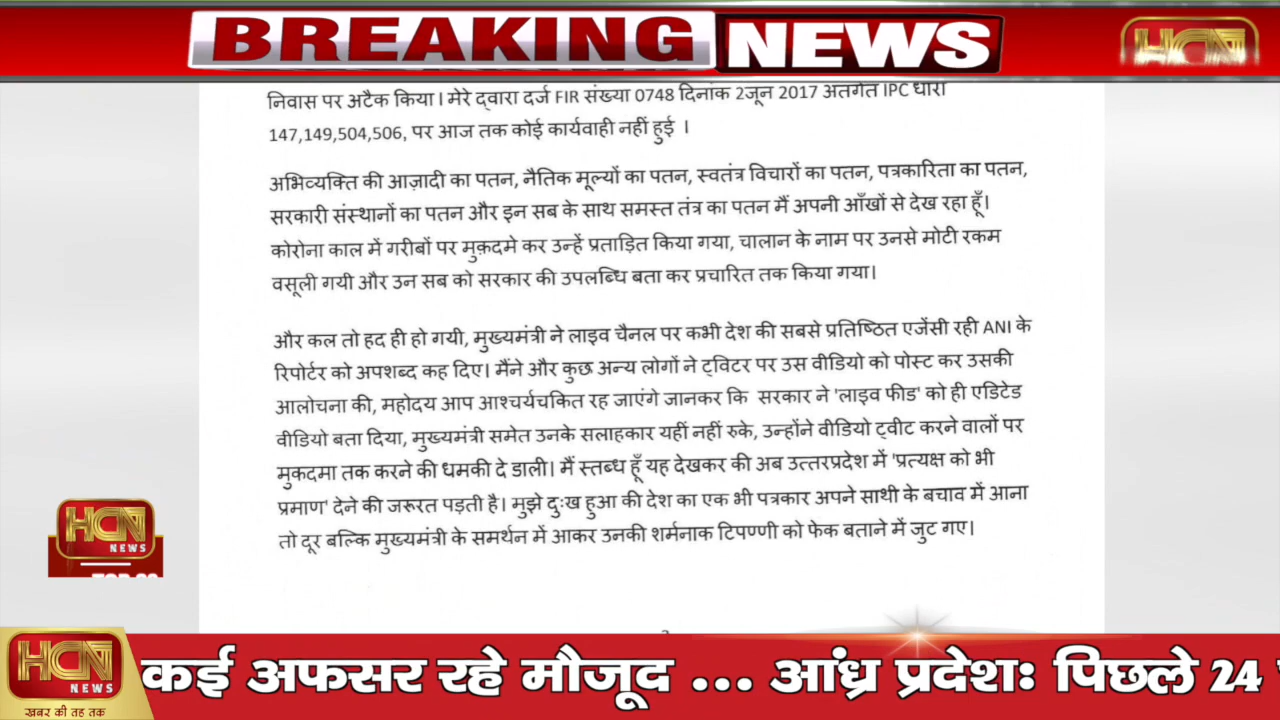 BREAKING NEWS
HCN
निवास पर अटैक किया। मेरे द्वारा दर्ज FIR संख्या 0748 दिनांक 2जून 2017 अंतर्गत IPC धारा
147,149,504,506, पर आज तक कोई कार्यवाही नहीं हुई ।
अभिव्यक्ति की आज़ादी का पतन, नैतिक मूल्यों का पतन, स्वतंत्र विचारों का पतन, पत्रकारिता का पतन,
सरकारी संस्थानों का पतन और इन सब के साथ समस्त तंत्र का पतन मैं अपनी आँखों से देख रहा हूँ।
कोरोना काल में गरीबों पर मुक़दमे कर उन्हें प्रताड़ित किया गया, चालान के नाम पर उनसे मोटी रकम
वसूली गयी और उन सब को सरकार की उपलब्धि बता कर प्रचारित तक किया गया।
और कल तो हद ही हो गयी, मुख्यमंत्री ने लाइव चैनल पर कभी देश की सबसे प्रतिष्ठित एजेंसी रही ANI के
रिपोर्टर को अपशब्द कह दिए। मैंने और कुछ अन्य लोगों ने ट्विटर पर उस वीडियो को पोस्ट कर उसकी
आलोचना की, महोदय आप आश्चर्यचकित रह जाएंगे जानकर कि सरकार ने 'लाइव फीड' को ही एडिटेड
वीडियो बता दिया, मुख्यमंत्री समेत उनके सलाहकार यहीं नहीं रुके, उन्होंने वीडियो ट्वीट करने वालों पर
मुकदमा तक करने की धमकी दे डाली। मैं स्तब्ध हूँ यह देखकर की अब उत्तरप्रदेश में 'प्रत्यक्ष को भी
प्रमाण' देने की जरूरत पड़ती है। मुझे दुःख हुआ की देश का एक भी पत्रकार अपने साथी के बचाव में आना
तो दूर बल्कि मुख्यमंत्री के समर्थन में आकर उनकी शर्मनाक टिपण्णी को फेक बताने में जुट गए।
HCN
NEWS
HCN
NEWS
खबर की तह तक
कई अफसर रहे मौजूद ... आंध्र प्रदेश: पिछले 24